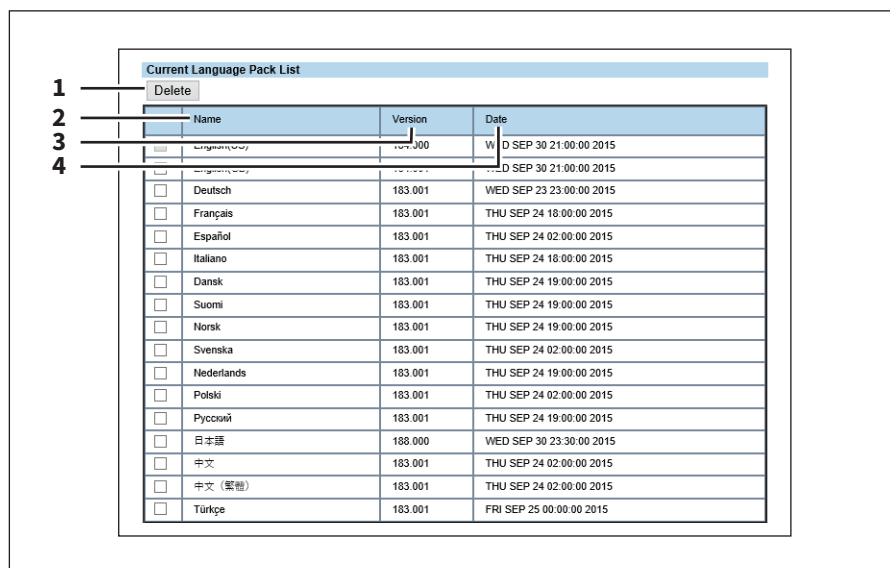 Current Language Pack List
1 Delete
2 Name Version Date
3 English(US) 184.000 WED SEP 30 21:00:00 2015
4 WED SEP 30 21:00:00 2015
Deutsch 183.001 WED SEP 23 23:00:00 2015
Français 183.001 THU SEP 24 18:00:00 2015
Español 183.001 THU SEP 24 02:00:00 2015
Italiano 183.001 THU SEP 24 18:00:00 2015
Dansk 183.001 THU SEP 24 19:00:00 2015
Suomi 183.001 THU SEP 24 19:00:00 2015
Norsk 183.001 THU SEP 24 19:00:00 2015
Svenska 183.001 THU SEP 24 02:00:00 2015
Nederlands 183.001 THU SEP 24 19:00:00 2015
Polski 183.001 THU SEP 24 02:00:00 2015
Русский 183.001 THU SEP 24 19:00:00 2015
日本語 188.000 WED SEP 30 23:30:00 2015
中文 183.001 THU SEP 24 02:00:00 2015
中文（繁體） 183.001 THU SEP 24 02:00:00 2015
Türkçe 183.001 FRI SEP 25 00:00:00 2015